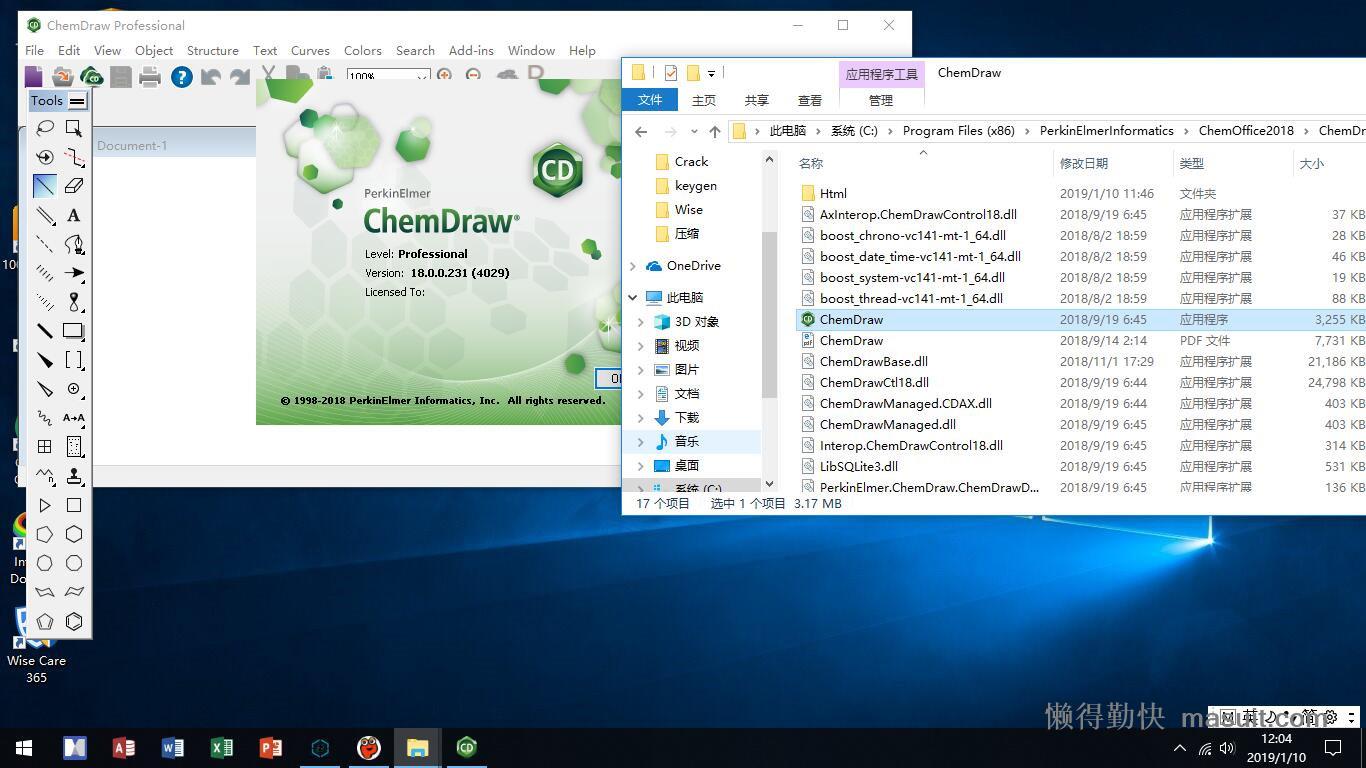 ChemDraw Professional
File Edit View Object Structure Text Curves Colors Search Add-ins Window Help
100%
Tools
Document-1
PerkinElmer
ChemDraw®
Level: Professional
Version: 18.0.0.231 (4029)
Licensed To:
© 1998-2018 PerkinElmer Informatics, Inc. All rights reserved.
CD
A
A→A
应用程序工具
ChemDraw
文件 主页 共享 查看 管理
此电脑 系统 (C:) Program Files (x86) PerkinElmerInformatics ChemOffice2018 ChemDr
Crack
keygen
Wise
压缩
OneDrive
此电脑
3D 对象
视频
图片
文档
下载
音乐
桌面
系统 (C:)
名称 修改日期 类型 大小
Html 2019/1/10 11:46 文件夹
AxInterop.ChemDrawControl18.dll 2018/9/19 6:45 应用程序扩展 37 KB
boost_chrono-vc141-mt-1_64.dll 2018/8/2 18:59 应用程序扩展 28 KB
boost_date_time-vc141-mt-1_64.dll 2018/8/2 18:59 应用程序扩展 46 KB
boost_system-vc141-mt-1_64.dll 2018/8/2 18:59 应用程序扩展 19 KB
boost_thread-vc141-mt-1_64.dll 2018/8/2 18:59 应用程序扩展 88 KB
ChemDraw 2018/9/19 6:45 应用程序 3,255 KB
ChemDraw 2018/9/14 2:14 PDF 文件 7,731 KB
ChemDrawBase.dll 2018/11/1 17:29 应用程序扩展 21,186 KB
ChemDrawCtl18.dll 2018/9/19 6:44 应用程序扩展 24,798 KB
ChemDrawManaged.CDAX.dll 2018/9/19 6:44 应用程序扩展 403 KB
ChemDrawManaged.dll 2018/9/19 6:45 应用程序扩展 403 KB
Interop.ChemDrawControl18.dll 2018/9/19 6:45 应用程序扩展 314 KB
LibSQLite3.dll 2018/9/19 6:45 应用程序扩展 531 KB
PerkinElmer.ChemDraw.ChemDrawD... 2018/9/19 6:45 应用程序扩展 136 KB
17 个项目 选中 1 个项目 3.17 MB
Wise Care
365
懒得勤快 masuit.com
12:04
2019/1/10